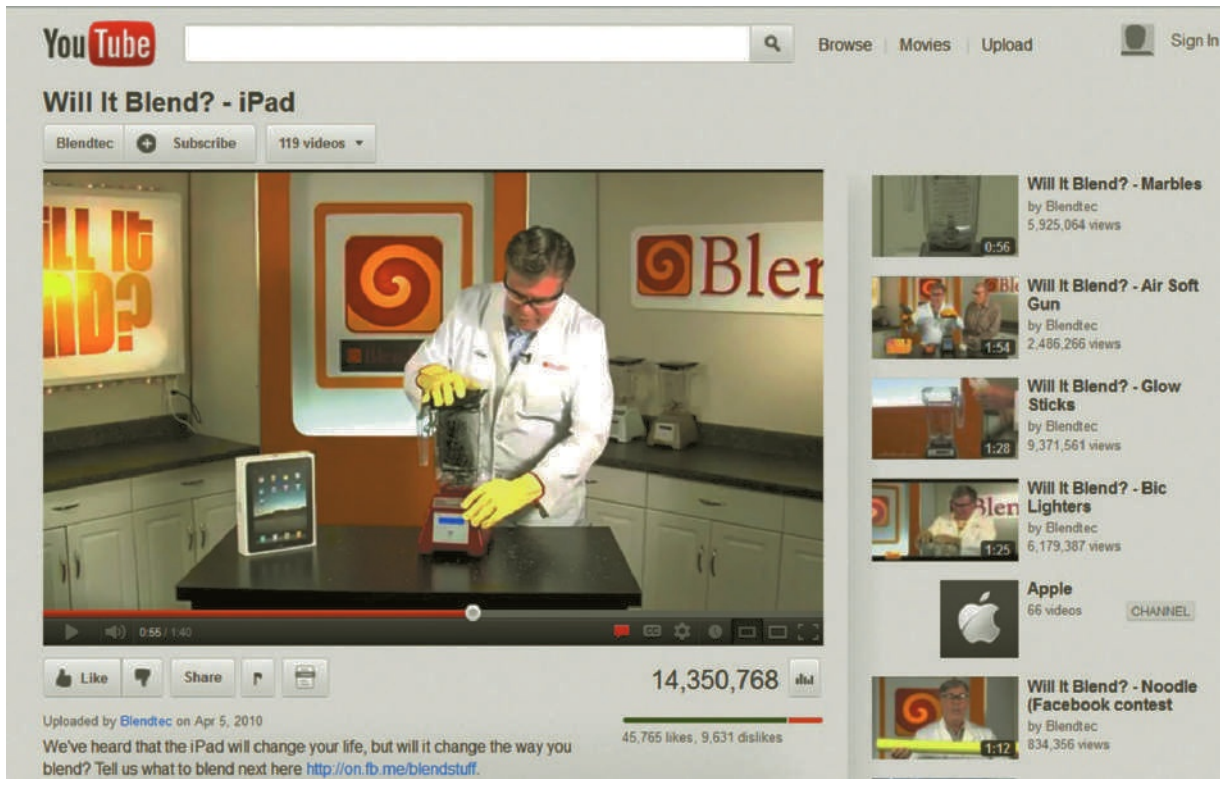 You Tube
Browse
Movies
Upload
Sign In
Will It Blend? - iPad
Blendtec
Subscribe
119 videos
ILL It
ND?
Blen
0:55 / 1:40
CC
Like
Share
14,350,768
Uploaded by Blendtec on Apr 5, 2010
45,765 likes, 9,631 dislikes
We've heard that the iPad will change your life, but will it change the way you
blend? Tell us what to blend next here http://on.fb.me/blendstuff.
Will It Blend? - Marbles
by Blendtec
5,925,064 views
0:56
Will It Blend? - Air Soft
Gun
by Blendtec
2,486,266 views
1:54
Will It Blend? - Glow
Sticks
by Blendtec
9,371,561 views
1:28
Will It Blend? - Bic
Lighters
by Blendtec
6,179,387 views
Blen
1:25
Apple
66 videos
CHANNEL
Will It Blend? - Noodle
(Facebook contest
by Blendtec
834,356 views
1:12